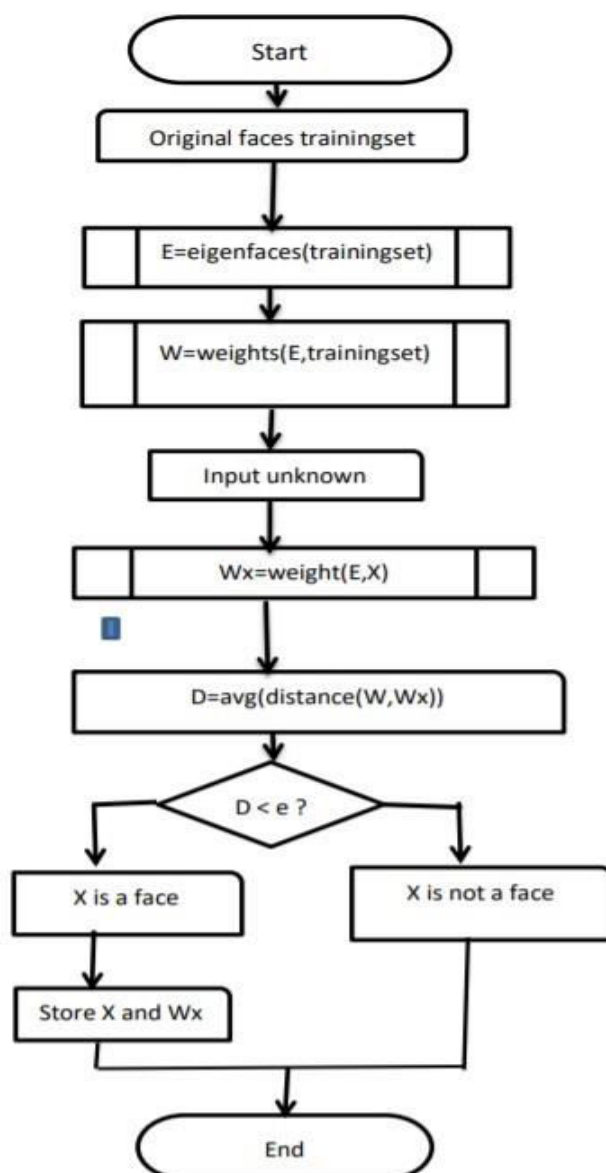 Start
Original faces trainingset
E=eigenfaces(trainingset)
W=weights(E,trainingset)
Input unknown
Wx=weight(E,X)
D=avg(distance(W,Wx))
D < e ?
X is a face
X is not a face
Store X and Wx
End